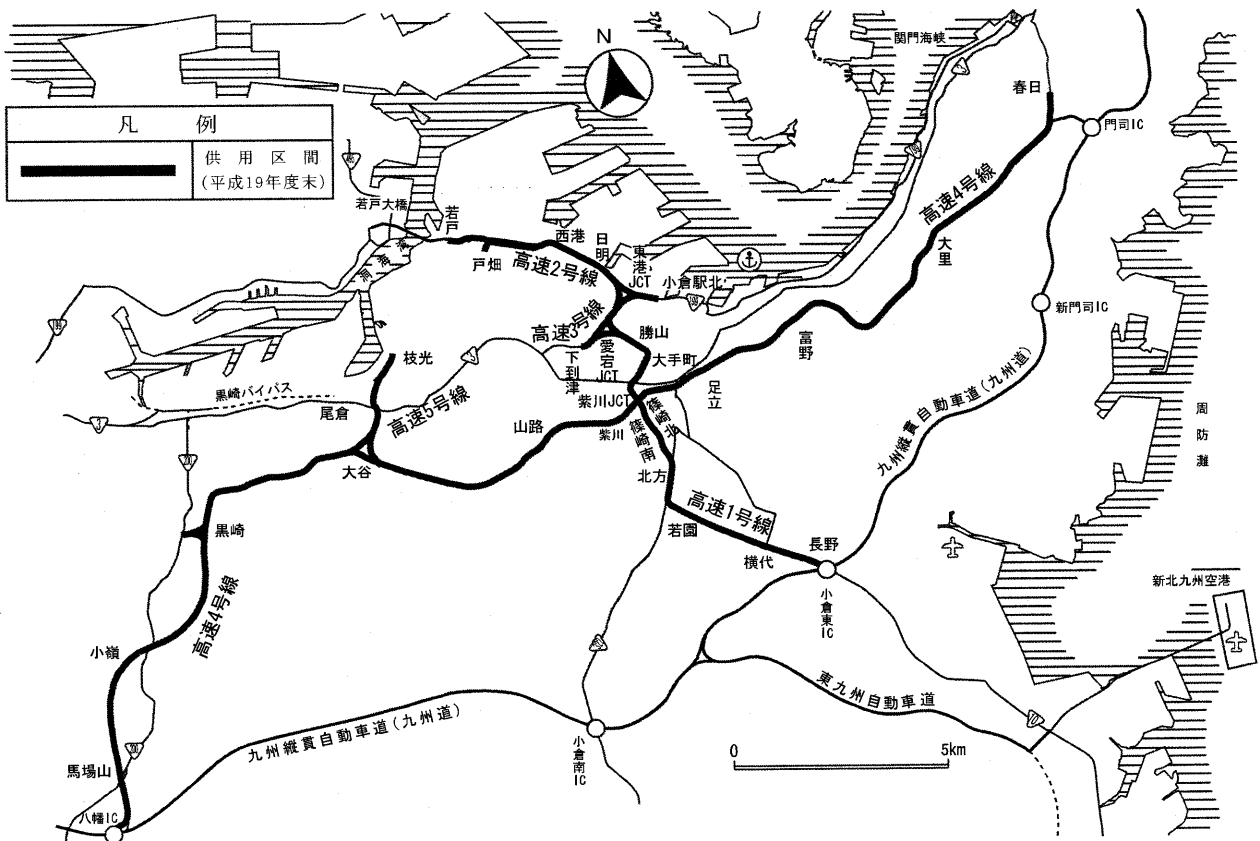 N
関門海峡
春日
門司IC
凡例
供用区間
(平成19年度末)
若戸大橋
若戸
戸畑
西港
日明
高速2号線
東港JCT
小倉駅北
高速4号線
大里
新門司IC
高速3号線
勝山
愛宕JCT
下到津
大手町
富野
足立
枝光
黒崎バイパス
3
尾倉
高速5号線
紫川JCT
篠崎北
山路
紫川
篠崎南
九州縦貫自動車道(九州道)
周防灘
大谷
北方
200
高速1号線
黒崎
若園
横代
長野
小倉東IC
新北九州空港
高速4号線
小嶺
東九州自動車道
九州縦貫自動車道(九州道)
小倉南IC
10
200
馬場山
八幡IC
0
5km